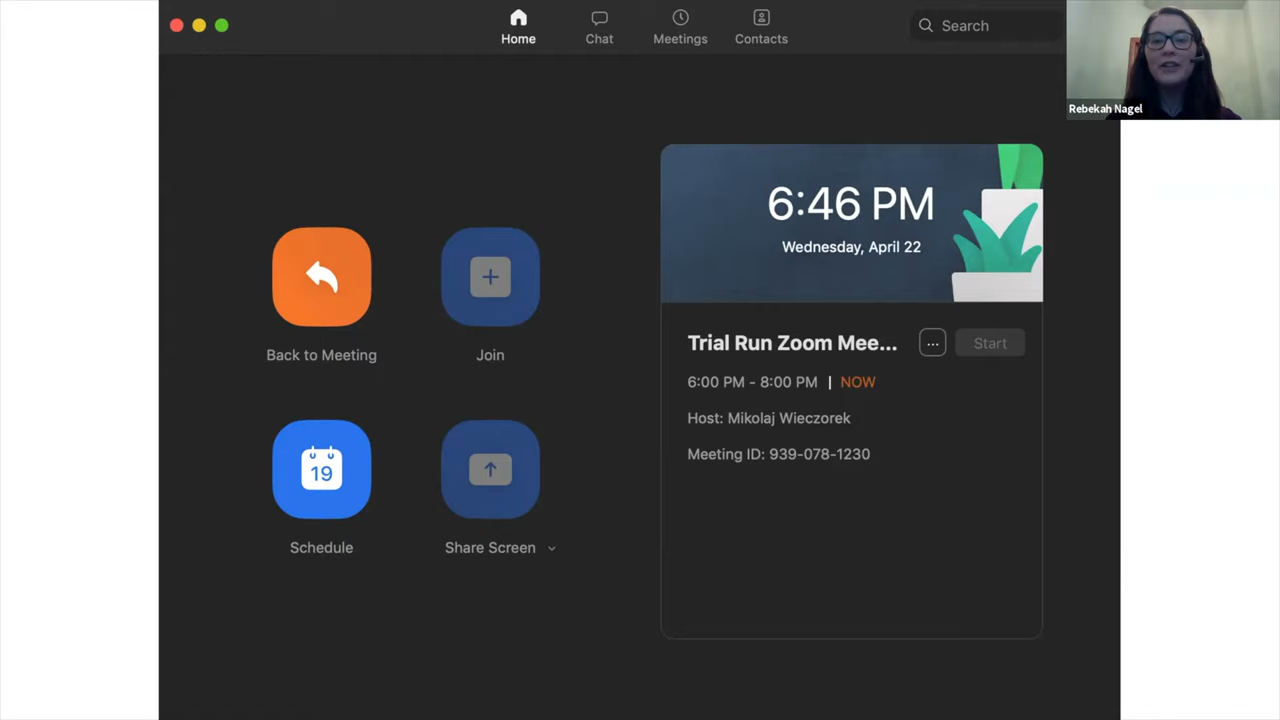 Home
Chat
Meetings
Contacts
Search
Rebekah Nagel
6:46 PM
Wednesday, April 22
Back to Meeting
Join
Trial Run Zoom Mee...
...
Start
6:00 PM - 8:00 PM | NOW
Host: Mikolaj Wieczorek
Meeting ID: 939-078-1230
19
Schedule
Share Screen